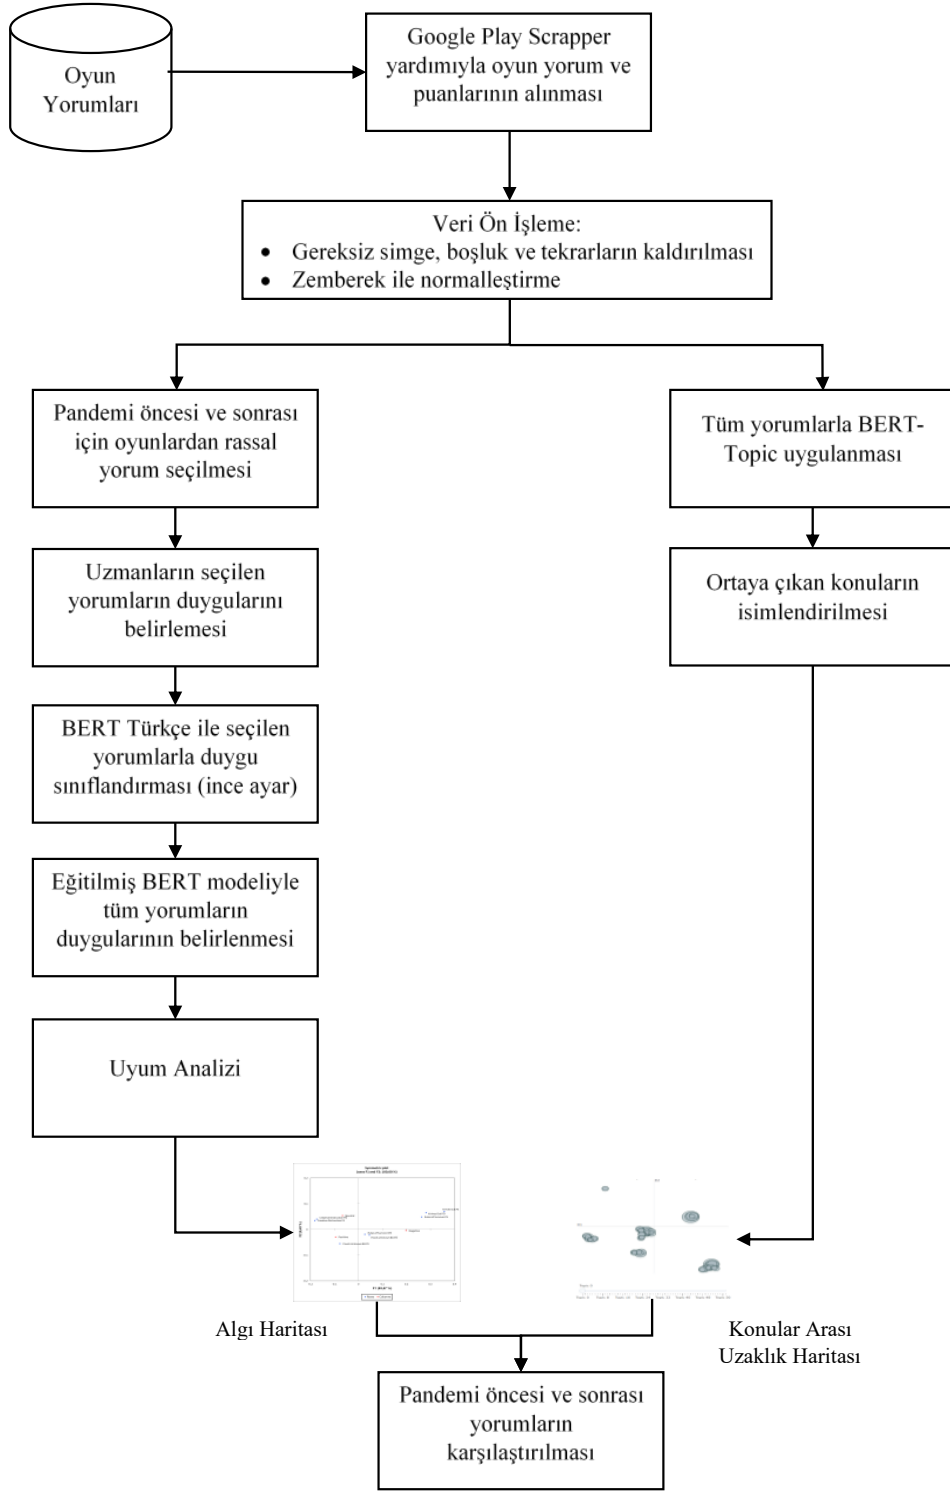 Oyun
Yorumları
Google Play Scrapper
yardımıyla oyun yorum ve
puanlarının alınması
Veri Ön İşleme:
• Gereksiz simge, boşluk ve tekrarların kaldırılması
• Zemberek ile normalleştirme
Pandemi öncesi ve sonrası
için oyunlardan rassal
yorum seçilmesi
Tüm yorumlarla BERT-
Topic uygulanması
Uzmanların seçilen
yorumların duygularını
belirlemesi
Ortaya çıkan konuların
isimlendirilmesi
BERT Türkçe ile seçilen
yorumlarla duygu
sınıflandırması (ince ayar)
Eğitilmiş BERT modeliyle
tüm yorumların
duygularının belirlenmesi
Uyum Analizi
Algı Haritası
Konular Arası
Uzaklık Haritası
Pandemi öncesi ve sonrası
yorumların
karşılaştırılması